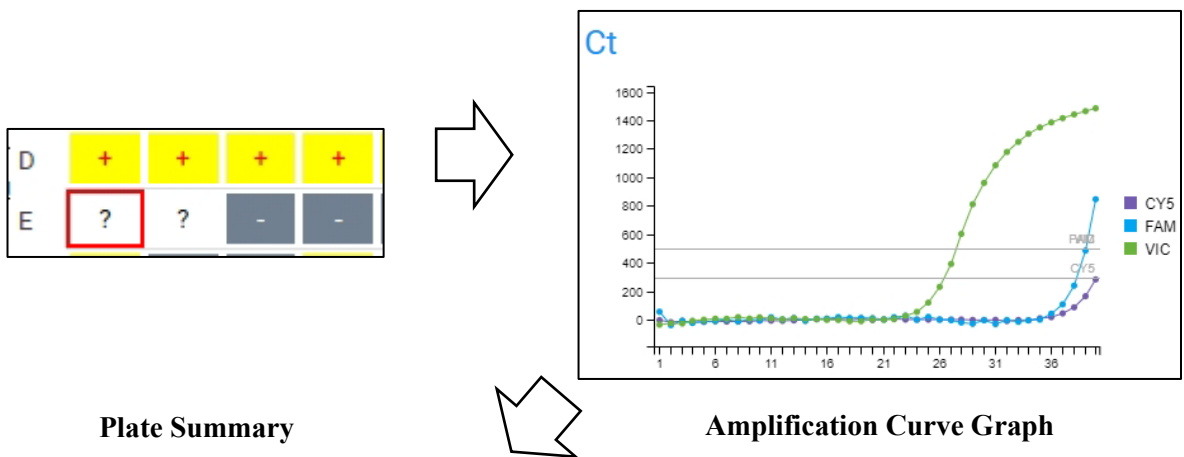 D + + + +
E ? ? - -
Plate Summary
Ct
1600
1400
1200
1000
800
600
400
200
0
1 6 11 16 21 26 31 36
CY5
CY5
FAM
VIC
Amplification Curve Graph